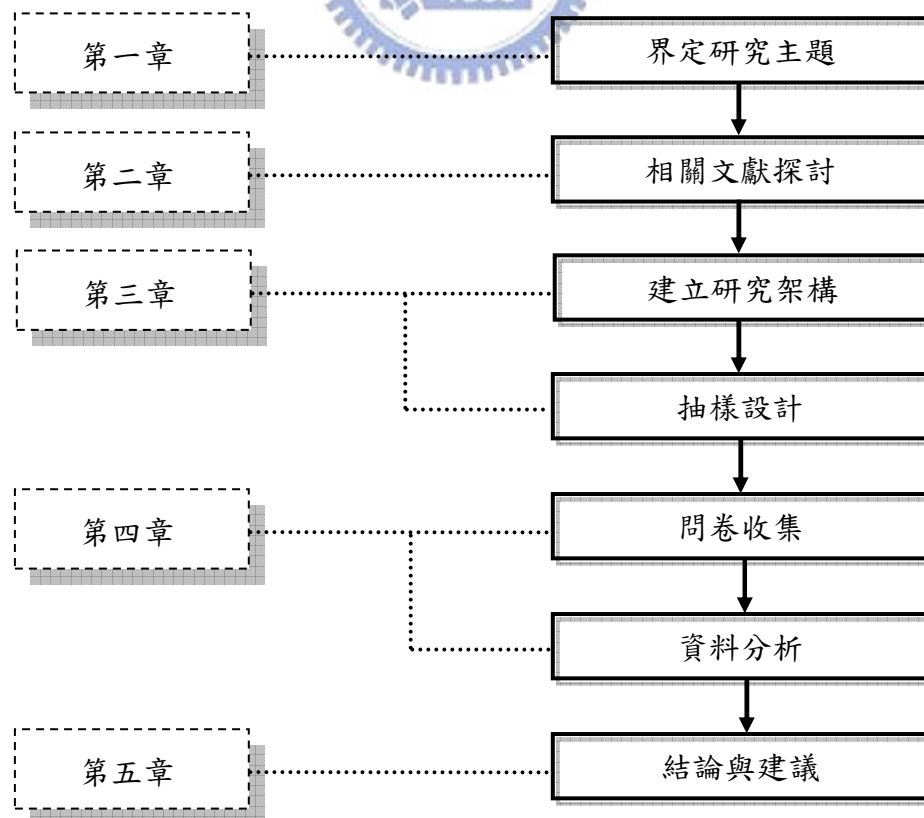 第一章
界定研究主題
第二章
相關文獻探討
第三章
建立研究架構
抽樣設計
第四章
問卷收集
資料分析
第五章
結論與建議